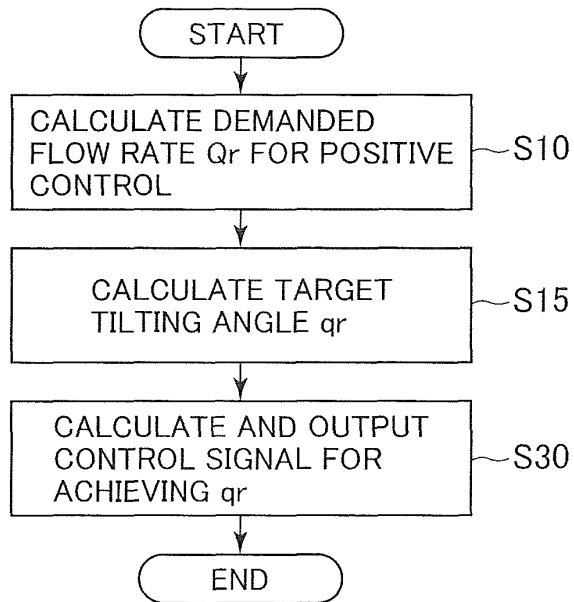 START
CALCULATE DEMANDED
FLOW RATE Qr FOR POSITIVE
CONTROL
S10
CALCULATE TARGET
TILTING ANGLE qr
S15
CALCULATE AND OUTPUT
CONTROL SIGNAL FOR
ACHIEVING qr
S30
END